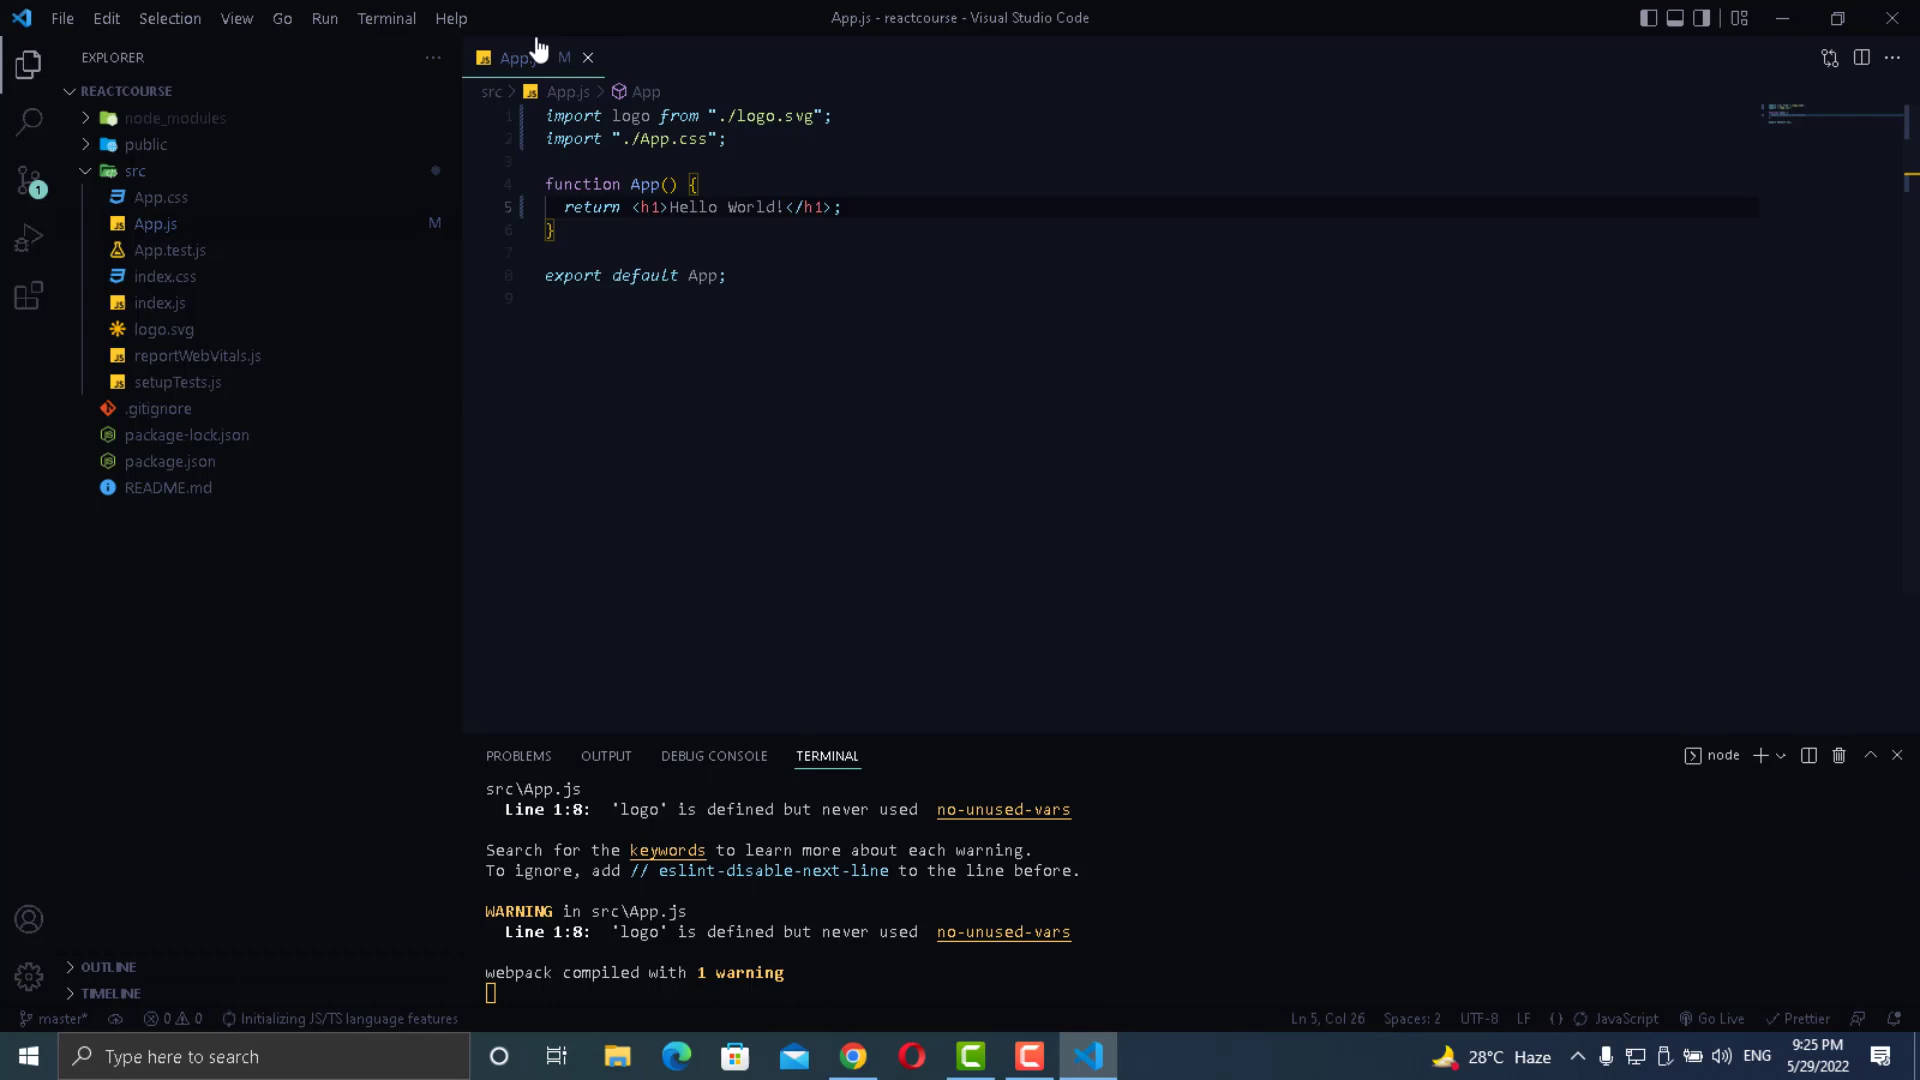 File Edit Selection View Go Run Terminal Help
App.js - reactcourse - Visual Studio Code
EXPLORER
REACTCOURSE
node_modules
public
src
App.css
App.js M
App.test.js
index.css
index.js
logo.svg
reportWebVitals.js
setupTests.js
.gitignore
package-lock.json
package.json
README.md
OUTLINE
TIMELINE
M
src > App.js > App
1 import logo from "./logo.svg";
2 import "./App.css";
3
4 function App() {
5 return <h1>Hello World!</h1>;
6 }
7
8 export default App;
9
PROBLEMS OUTPUT DEBUG CONSOLE TERMINAL
node
src\App.js
Line 1:8: 'logo' is defined but never used no-unused-vars
Search for the keywords to learn more about each warning.
To ignore, add // eslint-disable-next-line to the line before.
WARNING in src\App.js
Line 1:8: 'logo' is defined but never used no-unused-vars
webpack compiled with 1 warning
master* 0 0 Initializing JS/TS language features
Ln 5, Col 26 Spaces: 2 UTF-8 LF {} JavaScript Go Live Prettier
1
Type here to search
28°C Haze
ENG
9:25 PM
5/29/2022